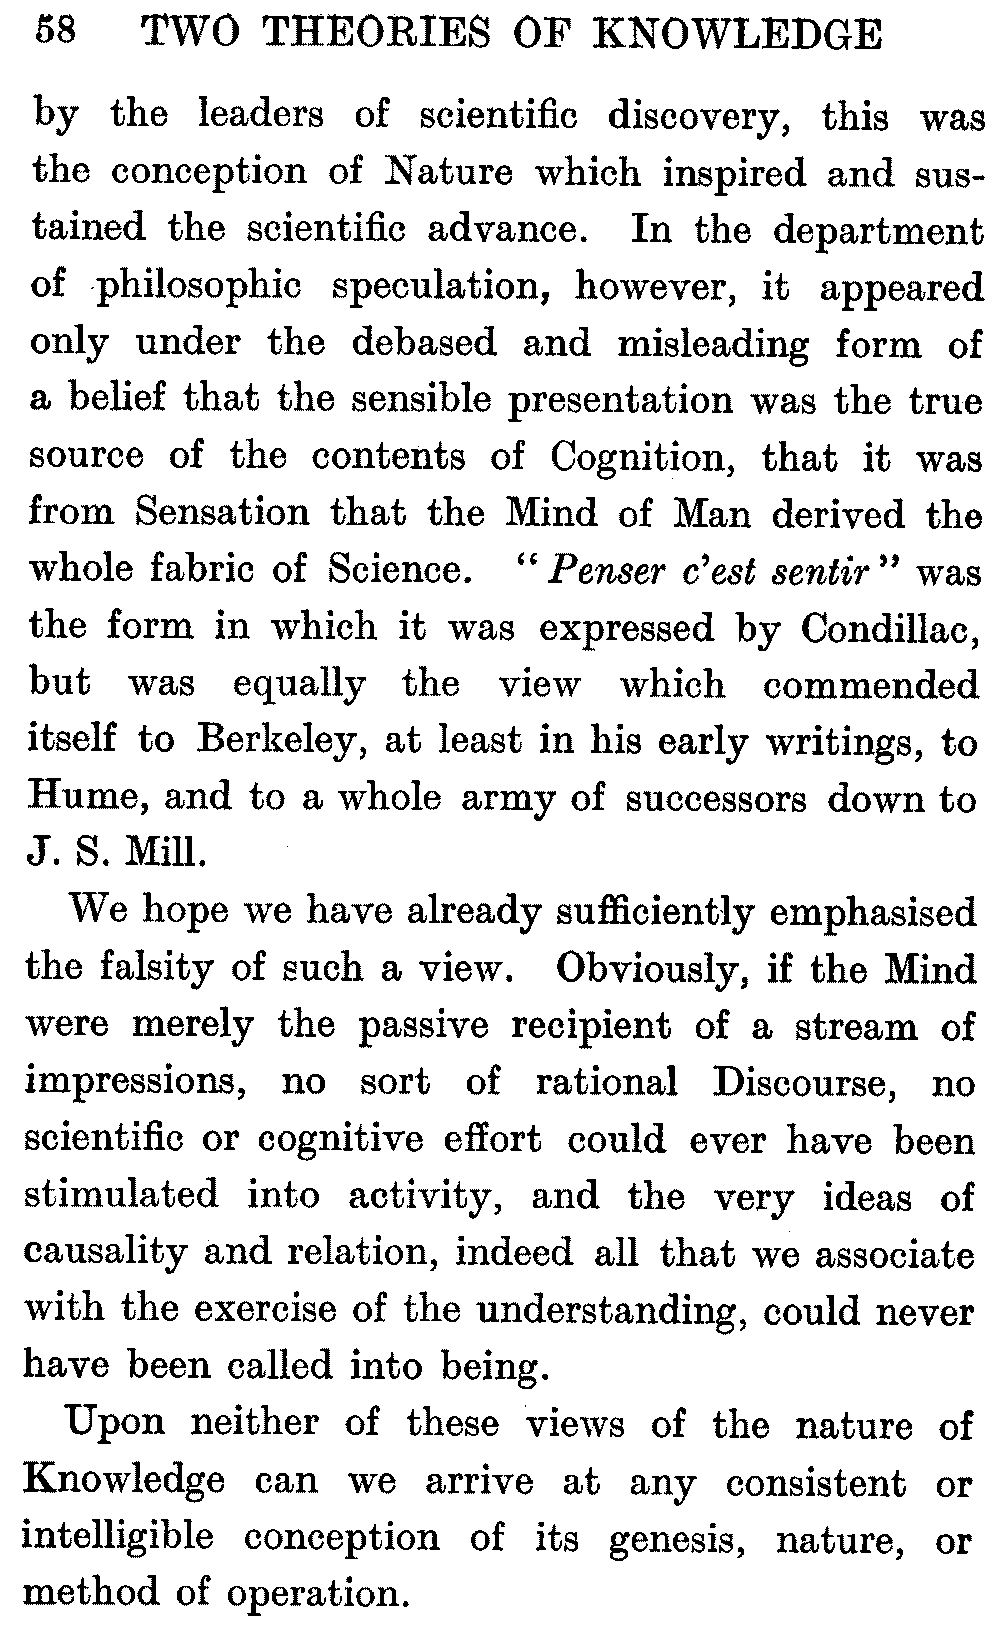 58 TWO THEORIES OF KNOWLEDGE
by the leaders of scientific discovery, this was
the conception of Nature which inspired and sus-
tained the scientific advance. In the department
of philosophic speculation, however, it appeared
only under the debased and misleading form of
a belief that the sensible presentation was the true
source of the contents of Cognition, that it was
from Sensation that the Mind of Man derived the
whole fabric of Science. "Penser c'est sentir" was
the form in which it was expressed by Condillac,
but was equally the view which commended
itself to Berkeley, at least in his early writings, to
Hume, and to a whole army of successors down to
J. S. Mill.
We hope we have already sufficiently emphasised
the falsity of such a view. Obviously, if the Mind
were merely the passive recipient of a stream of
impressions, no sort of rational Discourse, no
scientific or cognitive effort could ever have been
stimulated into activity, and the very ideas of
causality and relation, indeed all that we associate
with the exercise of the understanding, could never
have been called into being.
Upon neither of these views of the nature of
Knowledge can we arrive at any consistent or
intelligible conception of its genesis, nature, or
method of operation.